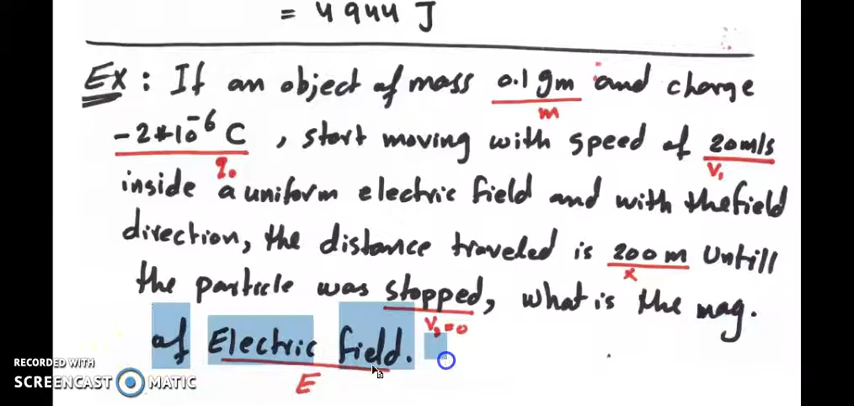 = 4944 J
Ex : If an object of mass 0.1 gm and charge
m
-2*10⁻⁶ C , start moving with speed of 20 m/s
q₀ V₁
inside a uniform electric field and with the field
direction, the distance traveled is 200 m Untill
x
the particle was stopped, what is the mag.
V₂=0
of Electric field.
E
RECORDED WITH
SCREENCAST MATIC